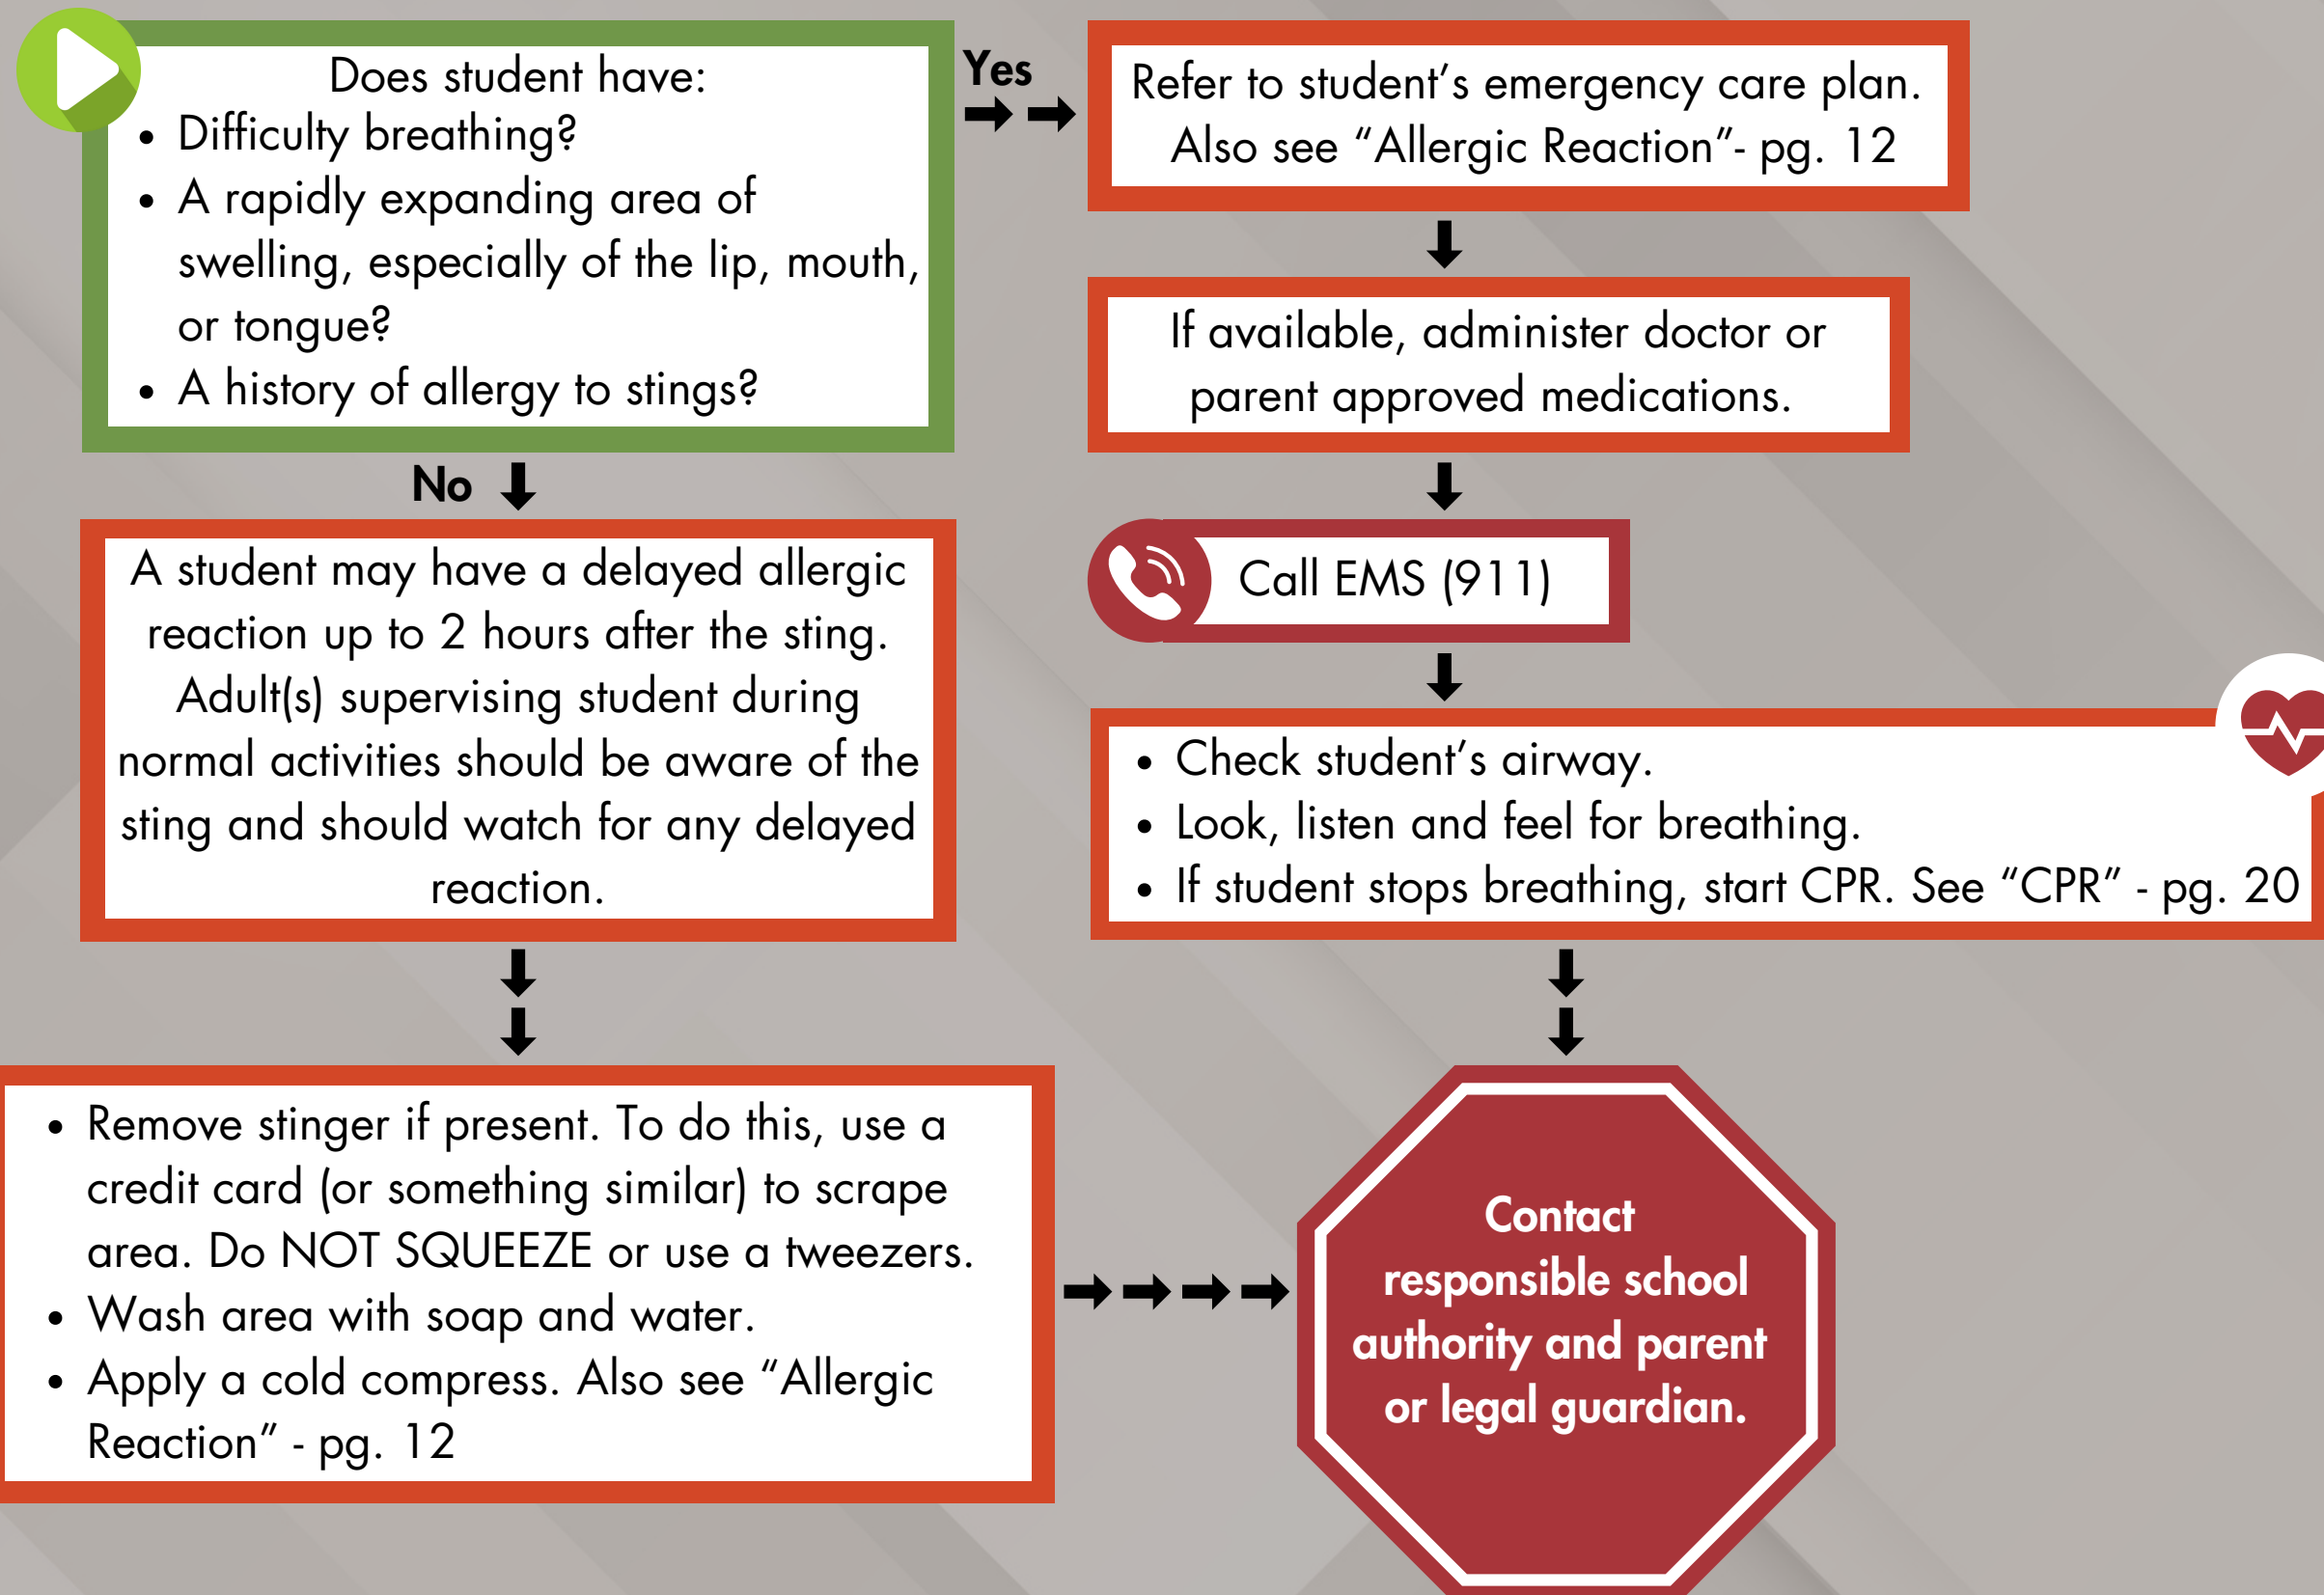 Does student have:
• Difficulty breathing?
• A rapidly expanding area of
swelling, especially of the lip, mouth,
or tongue?
• A history of allergy to stings?
Yes
Refer to student's emergency care plan.
Also see "Allergic Reaction"- pg. 12
If available, administer doctor or
parent approved medications.
Call EMS (911)
• Check student's airway.
• Look, listen and feel for breathing.
• If student stops breathing, start CPR. See "CPR" - pg. 20
No
A student may have a delayed allergic
reaction up to 2 hours after the sting.
Adult(s) supervising student during
normal activities should be aware of the
sting and should watch for any delayed
reaction.
• Remove stinger if present. To do this, use a
credit card (or something similar) to scrape
area. Do NOT SQUEEZE or use a tweezers.
• Wash area with soap and water.
• Apply a cold compress. Also see "Allergic
Reaction" - pg. 12
Contact
responsible school
authority and parent
or legal guardian.